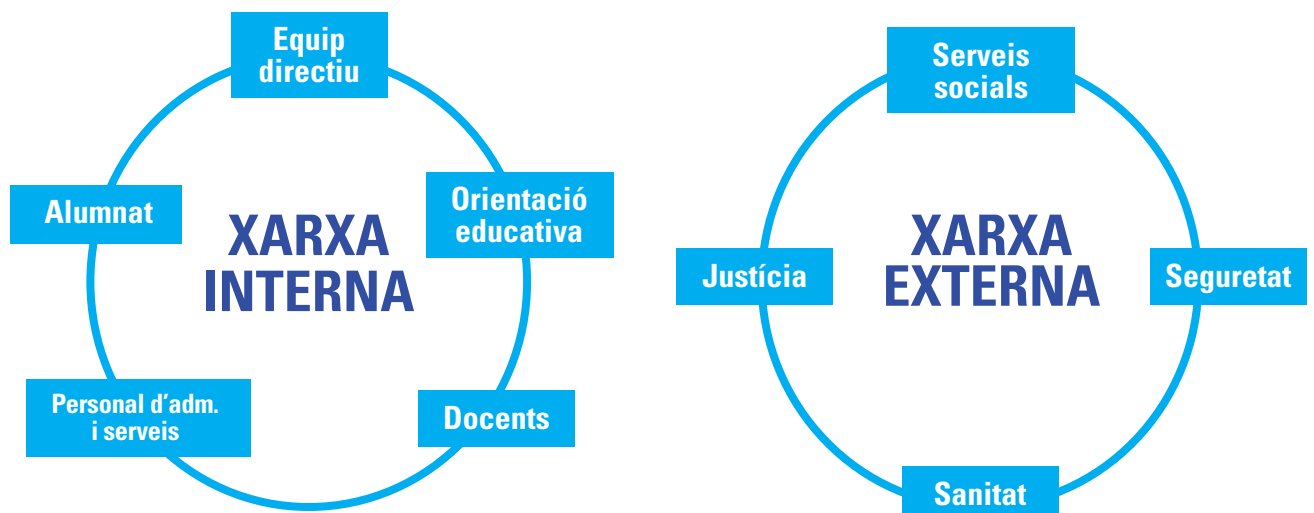 Equip
directiu
Alumnat
Orientació
educativa
XARXA
INTERNA
Personal d’adm.
i serveis
Docents
Serveis
socials
Justícia
XARXA
EXTERNA
Seguretat
Sanitat